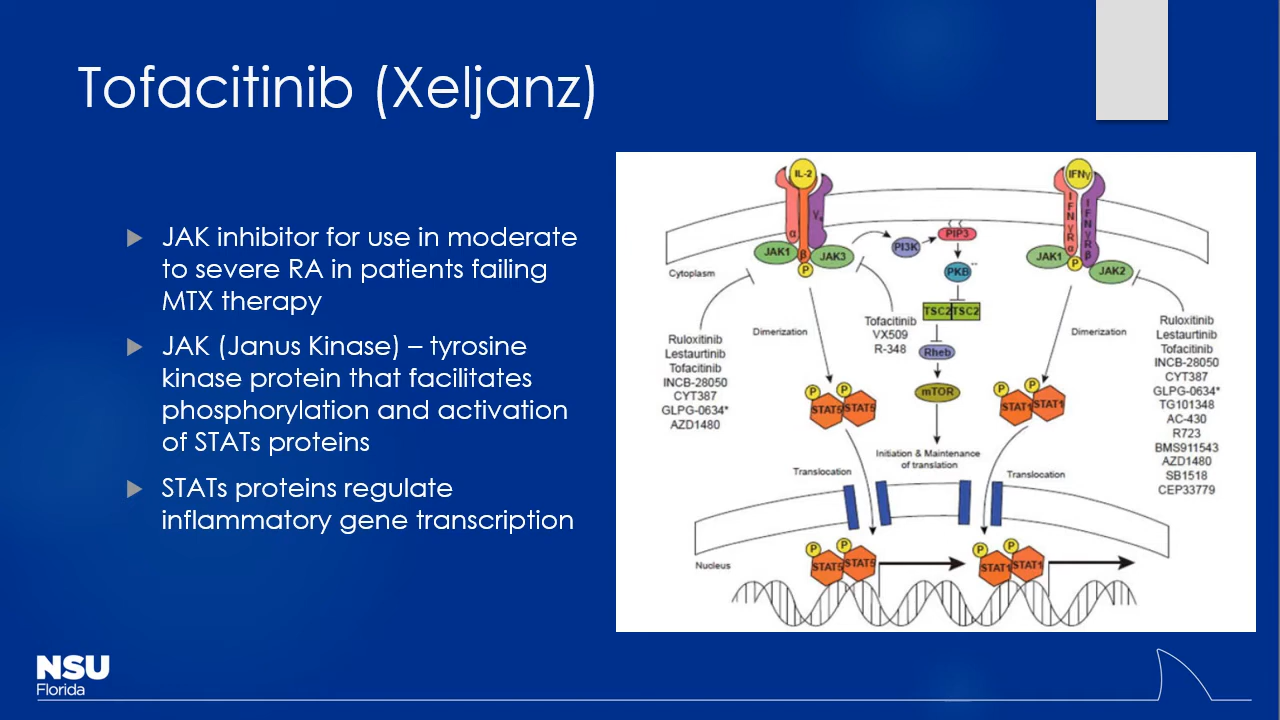 Tofacitinib (Xeljanz)
JAK inhibitor for use in moderate
to severe RA in patients failing
MTX therapy
JAK (Janus Kinase) – tyrosine
kinase protein that facilitates
phosphorylation and activation
of STATs proteins
STATs proteins regulate
inflammatory gene transcription
IL-2
α
β
γc
JAK1
JAK3
P
PI3K
PIP3
PKB
TSC2
TSC2
Rheb
mTOR
Initiation & Maintenance
of translation
IFNγ
IFNγRα
IFNγRβ
JAK1
P
JAK2
Cytoplasm
Ruloxitinib
Lestaurtinib
Tofacitinib
INCB-28050
CYT387
GLPG-0634*
AZD1480
Dimerization
Tofacitinib
VX509
R-348
Dimerization
Ruloxitinib
Lestaurtinib
Tofacitinib
INCB-28050
CYT387
GLPG-0634*
TG101348
AC-430
R723
BMS911543
AZD1480
SB1518
CEP33779
P P
STAT5 STAT5
P P
STAT1 STAT1
Translocation
Translocation
Nucleus
P P
STAT5 STAT5
P P
STAT1 STAT1
NSU
Florida